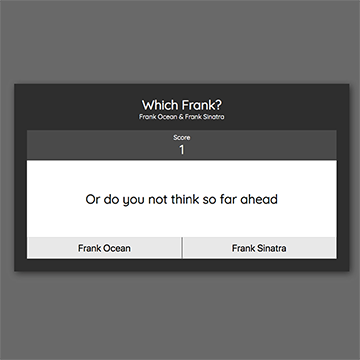 Which Frank?
Frank Ocean & Frank Sinatra
Score
1
Or do you not think so far ahead
Frank Ocean
Frank Sinatra